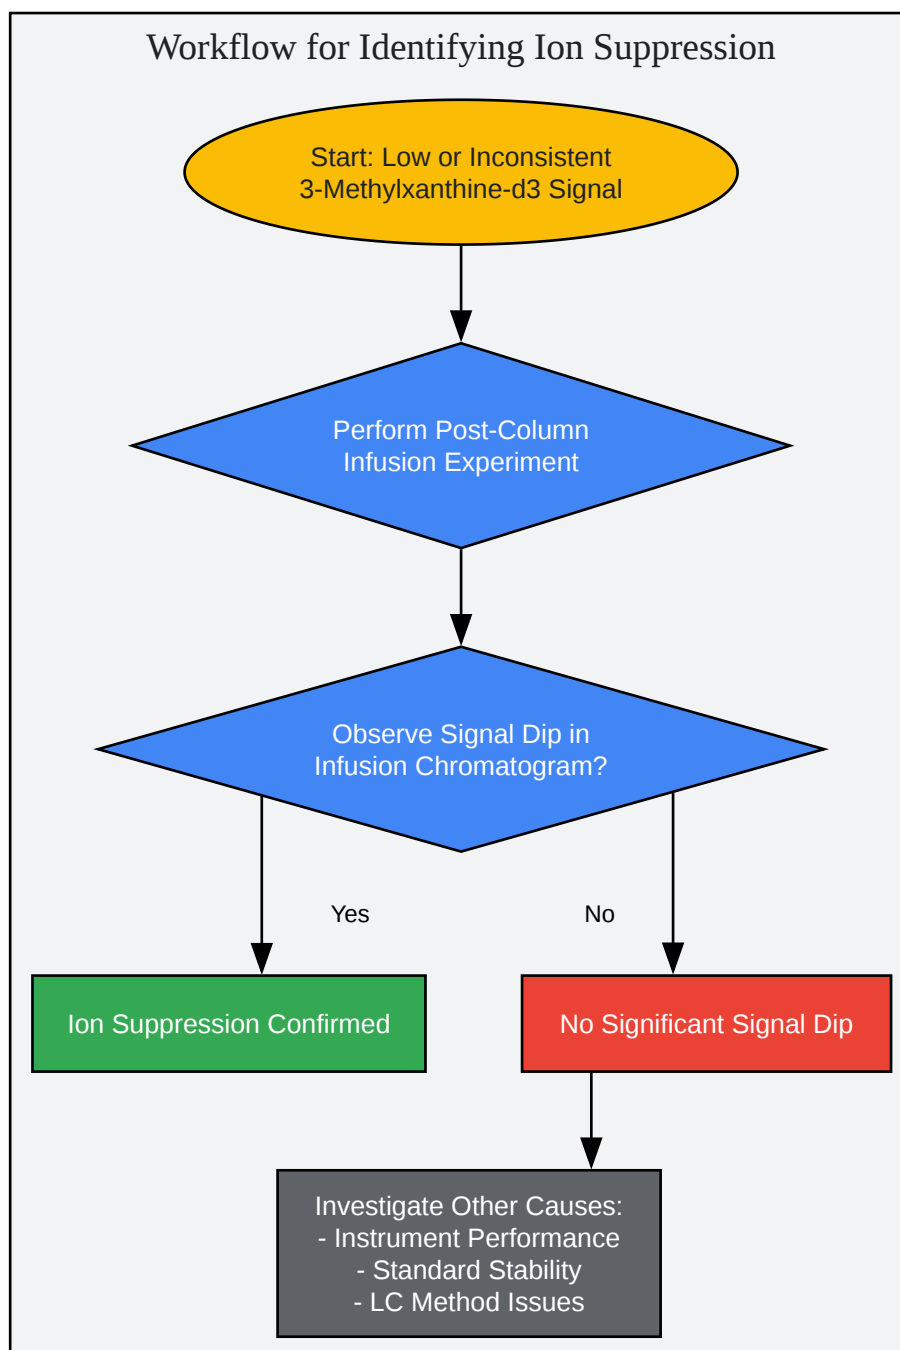 Workflow for Identifying Ion Suppression
Start: Low or Inconsistent
3-Methylxanthine-d3 Signal
Perform Post-Column
Infusion Experiment
Observe Signal Dip in
Infusion Chromatogram?
Yes
No
Ion Suppression Confirmed
No Significant Signal Dip
Investigate Other Causes:
- Instrument Performance
- Standard Stability
- LC Method Issues